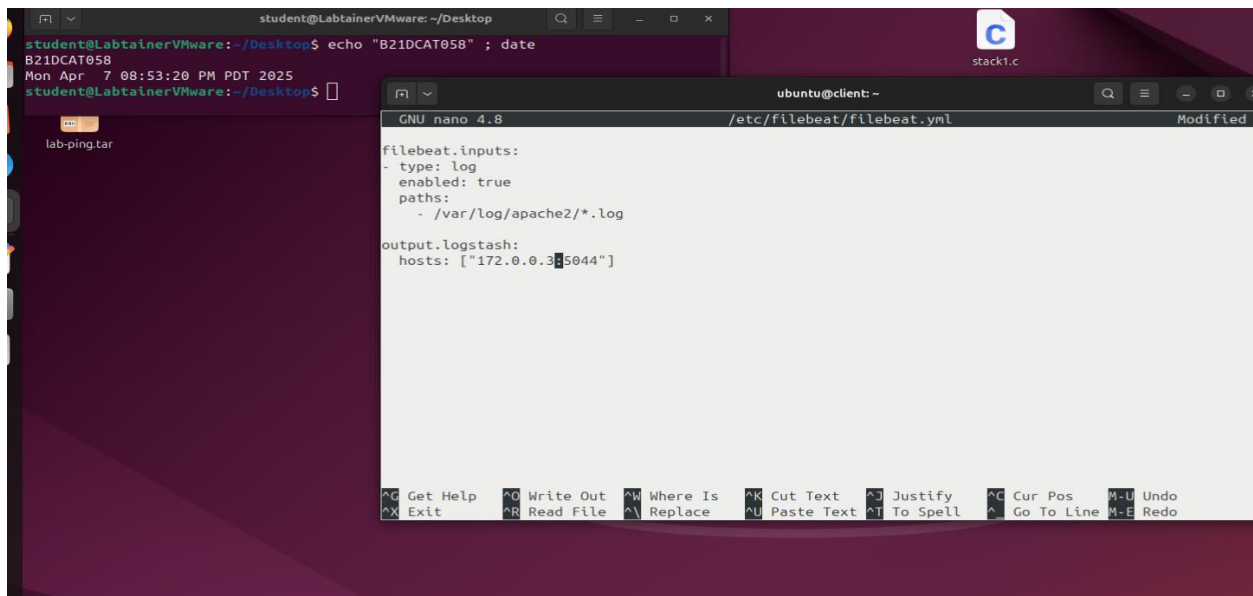 student@LabtainerVMware: ~/Desktop
student@LabtainerVMware:~/Desktop$ echo "B21DCAT058" ; date
B21DCAT058
Mon Apr  7 08:53:20 PM PDT 2025
student@LabtainerVMware:~/Desktop$
stack1.c
lab-ping.tar
ubuntu@client: ~
GNU nano 4.8 /etc/filebeat/filebeat.yml Modified
filebeat.inputs:
- type: log
  enabled: true
  paths:
    - /var/log/apache2/*.log
output.logstash:
  hosts: ["172.0.0.3:5044"]
^G Get Help ^O Write Out ^W Where Is ^K Cut Text ^J Justify ^C Cur Pos M-U Undo
^X Exit ^R Read File ^\ Replace ^U Paste Text ^T To Spell ^_ Go To Line M-E Redo